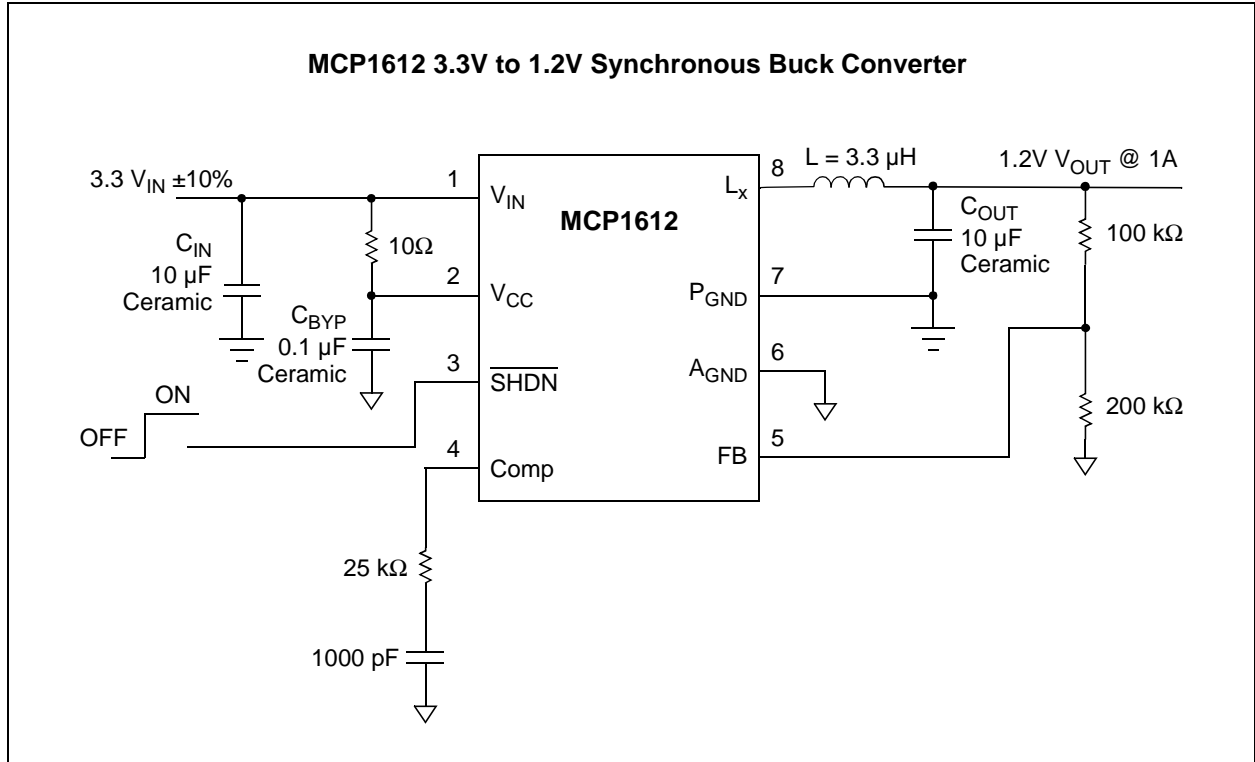 MCP1612 3.3V to 1.2V Synchronous Buck Converter
3.3 VIN ±10%
CIN
10 µF
Ceramic
10Ω
CBYP
0.1 µF
Ceramic
OFF
ON
1
2
3
4
VIN
VCC
SHDN
Comp
MCP1612
Lx
PGND
AGND
FB
8
7
6
5
L = 3.3 µH
1.2V VOUT @ 1A
COUT
10 µF
Ceramic
100 kΩ
200 kΩ
25 kΩ
1000 pF